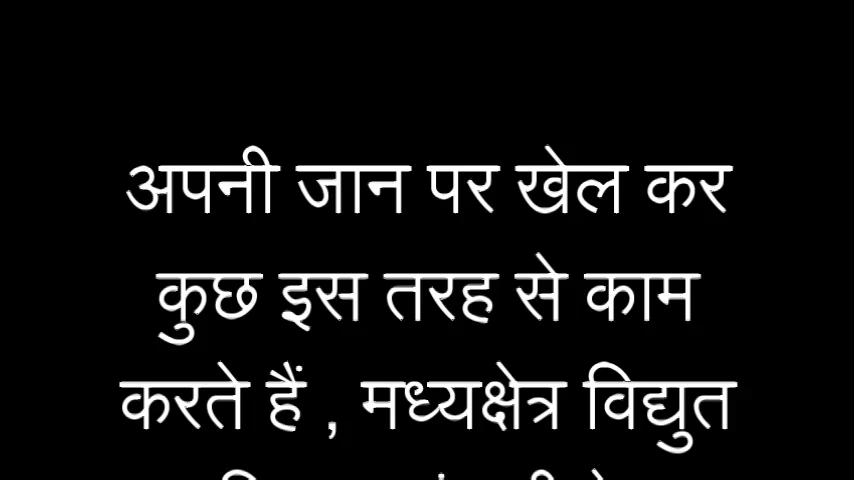 अपनी जान पर खेल कर
कुछ इस तरह से काम
करते हैं , मध्यक्षेत्र विद्युत